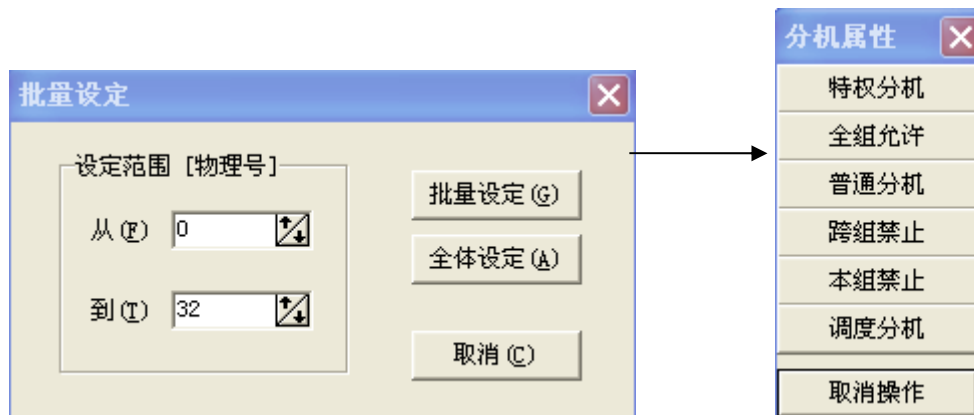 批量设定
设定范围 [物理号]
从(F) 0
到(T) 32
批量设定(G)
全体设定(A)
取消(C)
分机属性
特权分机
全组允许
普通分机
跨组禁止
本组禁止
调度分机
取消操作